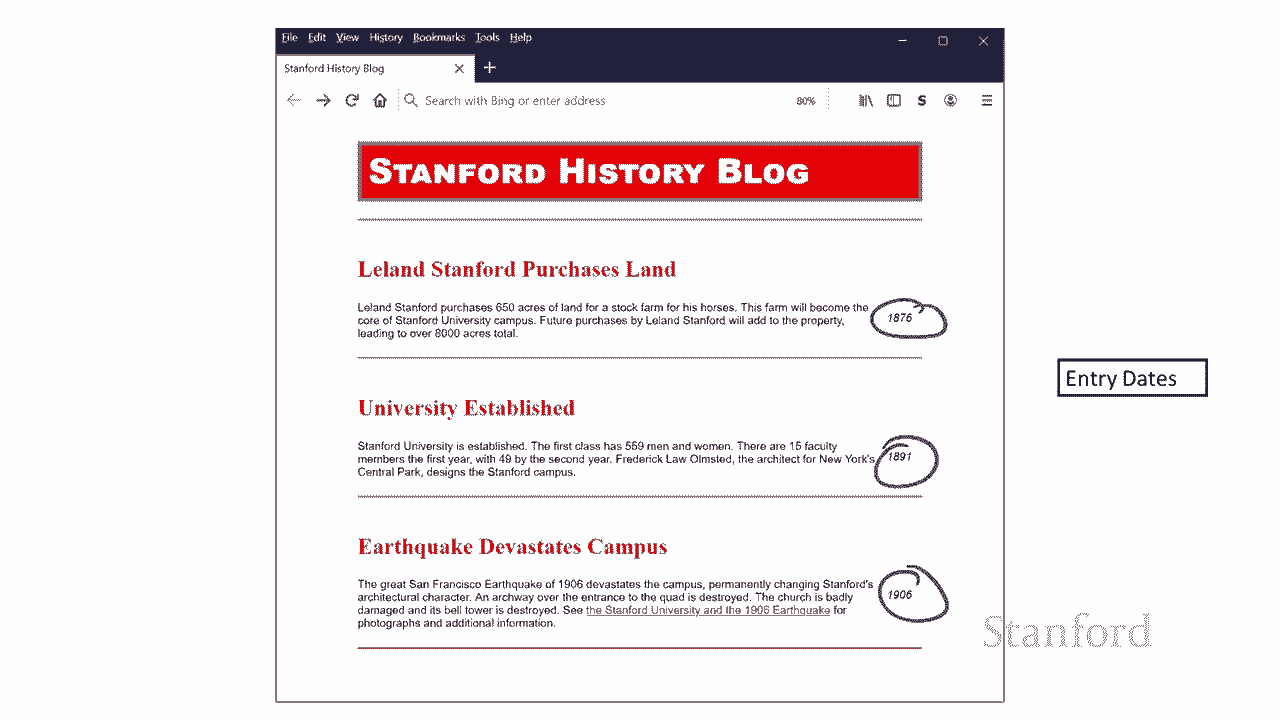 File Edit View History Bookmarks Tools Help
Stanford History Blog
Search with Bing or enter address
80%
S
STANFORD HISTORY BLOG
Leland Stanford Purchases Land
Leland Stanford purchases 650 acres of land for a stock farm for his horses. This farm will become the
core of Stanford University campus. Future purchases by Leland Stanford will add to the property,
leading to over 8000 acres total.
1876
University Established
Stanford University is established. The first class has 559 men and women. There are 15 faculty
members the first year, with 49 by the second year. Frederick Law Olmsted, the architect for New York's
Central Park, designs the Stanford campus.
1891
Earthquake Devastates Campus
The great San Francisco Earthquake of 1906 devastates the campus, permanently changing Stanford's
architectural character. An archway over the entrance to the quad is destroyed. The church is badly
damaged and its bell tower is destroyed. See the Stanford University and the 1906 Earthquake for
photographs and additional information.
1906
Entry Dates
Stanford